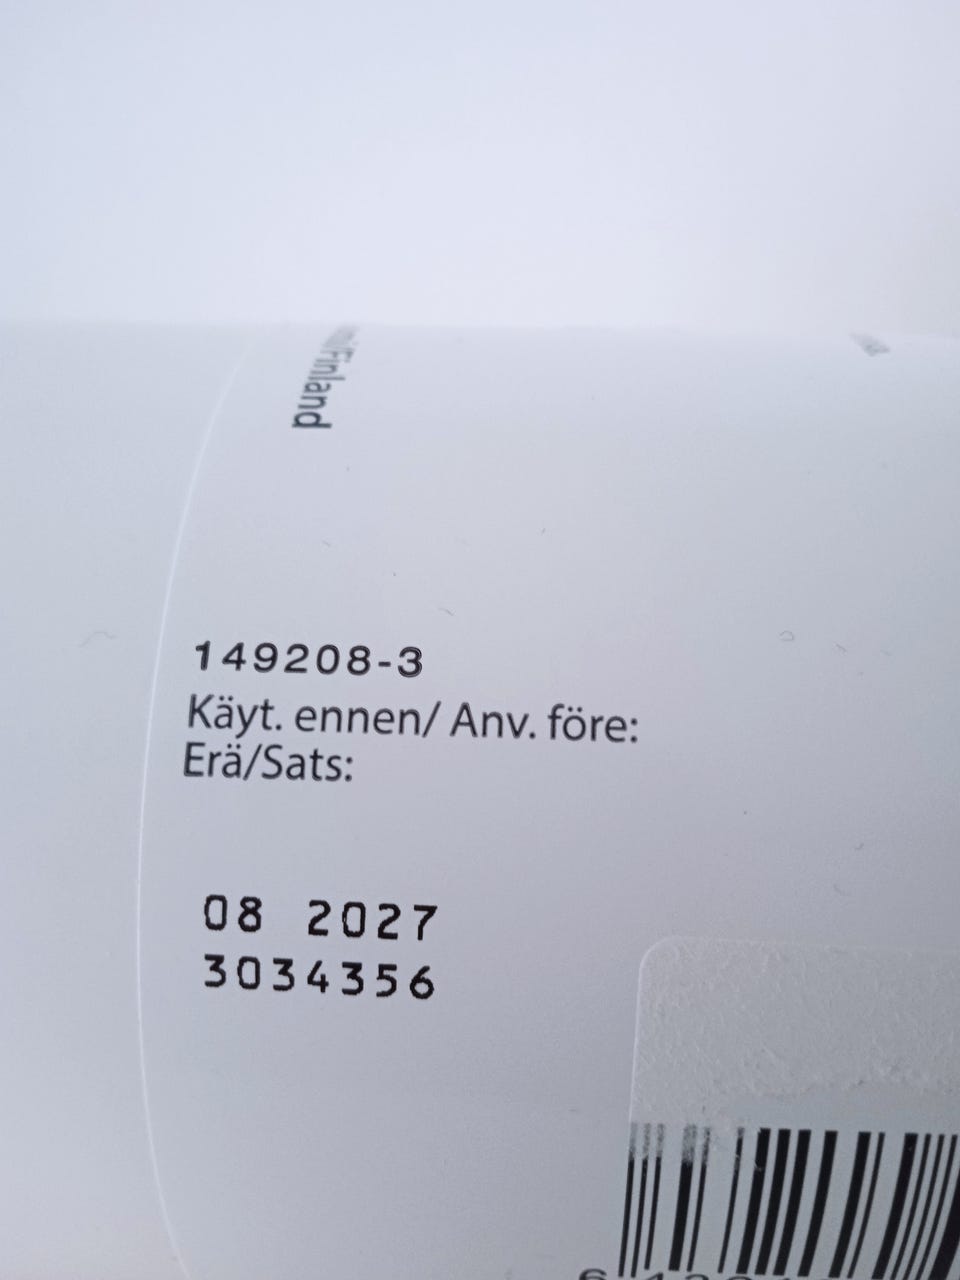 Finland
149208-3
Käyt. ennen/ Anv. före:
Erä/Sats:
08 2027
3034356